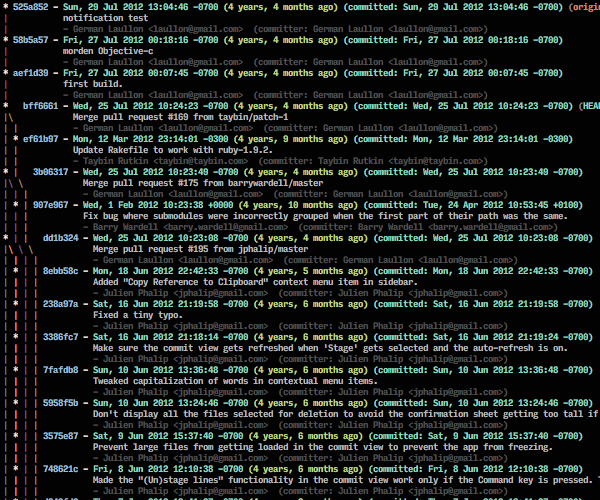 * 525a852 - Sun, 29 Jul 2012 13:04:46 -0700 (4 years, 4 months ago) (committed: Sun, 29 Jul 2012 13:04:46 -0700) (origi
notification test
- German Laullon <laullon@gmail.com> (committer: German Laullon <laullon@gmail.com>)
* 58b5a57 - Fri, 27 Jul 2012 00:18:16 -0700 (4 years, 4 months ago) (committed: Fri, 27 Jul 2012 00:18:16 -0700)
morden Objective-c
- German Laullon <laullon@gmail.com> (committer: German Laullon <laullon@gmail.com>)
* aef1d39 - Fri, 27 Jul 2012 00:07:45 -0700 (4 years, 4 months ago) (committed: Fri, 27 Jul 2012 00:07:45 -0700)
first build.
- German Laullon <laullon@gmail.com> (committer: German Laullon <laullon@gmail.com>)
* bff6661 - Wed, 25 Jul 2012 10:24:23 -0700 (4 years, 4 months ago) (committed: Wed, 25 Jul 2012 10:24:23 -0700) (HEA
Merge pull request #169 from taybin/patch-1
- German Laullon <laullon@gmail.com> (committer: German Laullon <laullon@gmail.com>)
* ef61b97 - Mon, 12 Mar 2012 23:14:01 -0300 (4 years, 9 months ago) (committed: Mon, 12 Mar 2012 23:14:01 -0300)
Update Rakefile to work with ruby-1.9.2.
- Taybin Rutkin <taybin@taybin.com> (committer: Taybin Rutkin <taybin@taybin.com>)
* 3b06317 - Wed, 25 Jul 2012 10:23:49 -0700 (4 years, 4 months ago) (committed: Wed, 25 Jul 2012 10:23:49 -0700)
Merge pull request #175 from barrywardell/master
- German Laullon <laullon@gmail.com> (committer: German Laullon <laullon@gmail.com>)
* 907e967 - Wed, 1 Feb 2012 10:23:38 +0000 (4 years, 10 months ago) (committed: Tue, 24 Apr 2012 10:53:45 +0100)
Fix bug where submodules were incorrectly grouped when the first part of their path was the same.
- Barry Wardell <barry.wardell@gmail.com> (committer: Barry Wardell <barry.wardell@gmail.com>)
* dd1b324 - Wed, 25 Jul 2012 10:23:08 -0700 (4 years, 4 months ago) (committed: Wed, 25 Jul 2012 10:23:08 -0700)
Merge pull request #195 from jphalip/master
- German Laullon <laullon@gmail.com> (committer: German Laullon <laullon@gmail.com>)
* 8ebb58c - Mon, 18 Jun 2012 22:42:33 -0700 (4 years, 5 months ago) (committed: Mon, 18 Jun 2012 22:42:33 -0700)
Added "Copy Reference to Clipboard" context menu item in sidebar.
- Julien Phalip <jphalip@gmail.com> (committer: Julien Phalip <jphalip@gmail.com>)
* 238a97a - Sat, 16 Jun 2012 21:19:58 -0700 (4 years, 6 months ago) (committed: Sat, 16 Jun 2012 21:19:58 -0700)
Fixed a tiny typo.
- Julien Phalip <jphalip@gmail.com> (committer: Julien Phalip <jphalip@gmail.com>)
* 3386fc7 - Sat, 16 Jun 2012 21:18:14 -0700 (4 years, 6 months ago) (committed: Sat, 16 Jun 2012 21:19:24 -0700)
Make sure the commit view gets refreshed when 'Stage' gets selected and the auto-refresh is on.
- Julien Phalip <jphalip@gmail.com> (committer: Julien Phalip <jphalip@gmail.com>)
* 7fafdb8 - Sun, 10 Jun 2012 13:36:48 -0700 (4 years, 6 months ago) (committed: Sun, 10 Jun 2012 13:36:48 -0700)
Tweaked capitalization of words in contextual menu items.
- Julien Phalip <jphalip@gmail.com> (committer: Julien Phalip <jphalip@gmail.com>)
* 5958f5b - Sun, 10 Jun 2012 13:24:46 -0700 (4 years, 6 months ago) (committed: Sun, 10 Jun 2012 13:24:46 -0700)
Don't display all the files selected for deletion to avoid the confirmation sheet getting too tall if
- Julien Phalip <jphalip@gmail.com> (committer: Julien Phalip <jphalip@gmail.com>)
* 3575e87 - Sat, 9 Jun 2012 15:37:40 -0700 (4 years, 6 months ago) (committed: Sat, 9 Jun 2012 15:37:40 -0700)
Prevent large files from getting loaded in the commit view to prevent the app from freezing.
- Julien Phalip <jphalip@gmail.com> (committer: Julien Phalip <jphalip@gmail.com>)
* 748621c - Fri, 8 Jun 2012 12:10:38 -0700 (4 years, 6 months ago) (committed: Fri, 8 Jun 2012 12:10:38 -0700)
Made the "(Un)stage lines" functionality in the commit view work only if the Command key is pressed.
- Julien Phalip <jphalip@gmail.com> (committer: Julien Phalip <jphalip@gmail.com>)